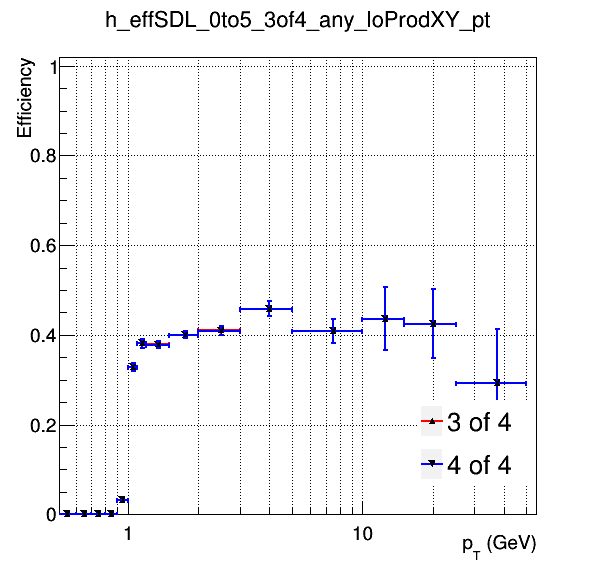 h_effSDL_0to5_3of4_any_loProdXY_pt
Efficiency
1
0.8
0.6
0.4
0.2
0
3 of 4
4 of 4
1
10
p_T (GeV)